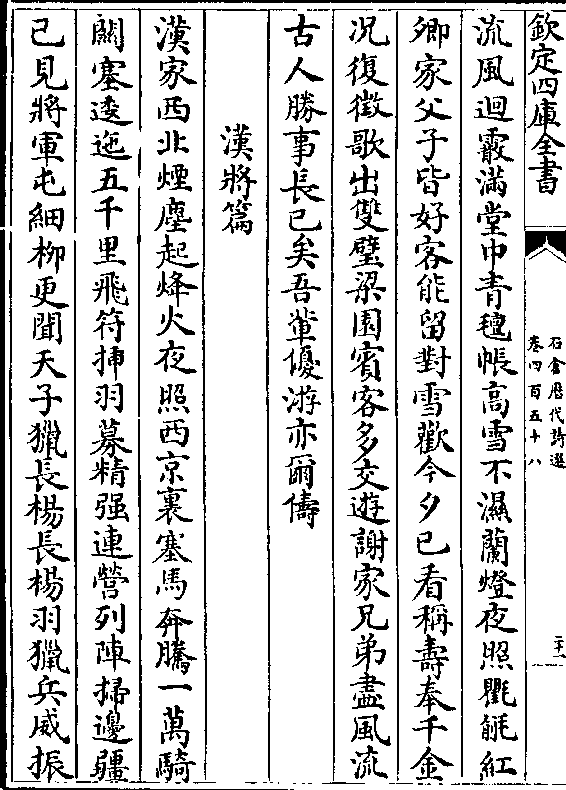 欽定四庫全書
石倉歷代詩選
卷四百五十八
二十一
流風迴霰滿堂中青氊帳高雪不濕蘭燈夜照氍毹紅
卿家父子皆好客能留對雪歡今夕已看稱壽奉千金
况復徵歌出雙璧梁園賓客多交遊謝家兄弟盡風流
古人勝事長已矣吾輩優游亦爾儔
漢將篇
漢家西北煙塵起烽火夜照西京裏塞馬奔騰一萬騎
關塞逶迤五千里飛符揷羽募精强連營列陣掃邊疆
已見將軍屯細柳更聞天子獵長楊長楊羽獵兵威振